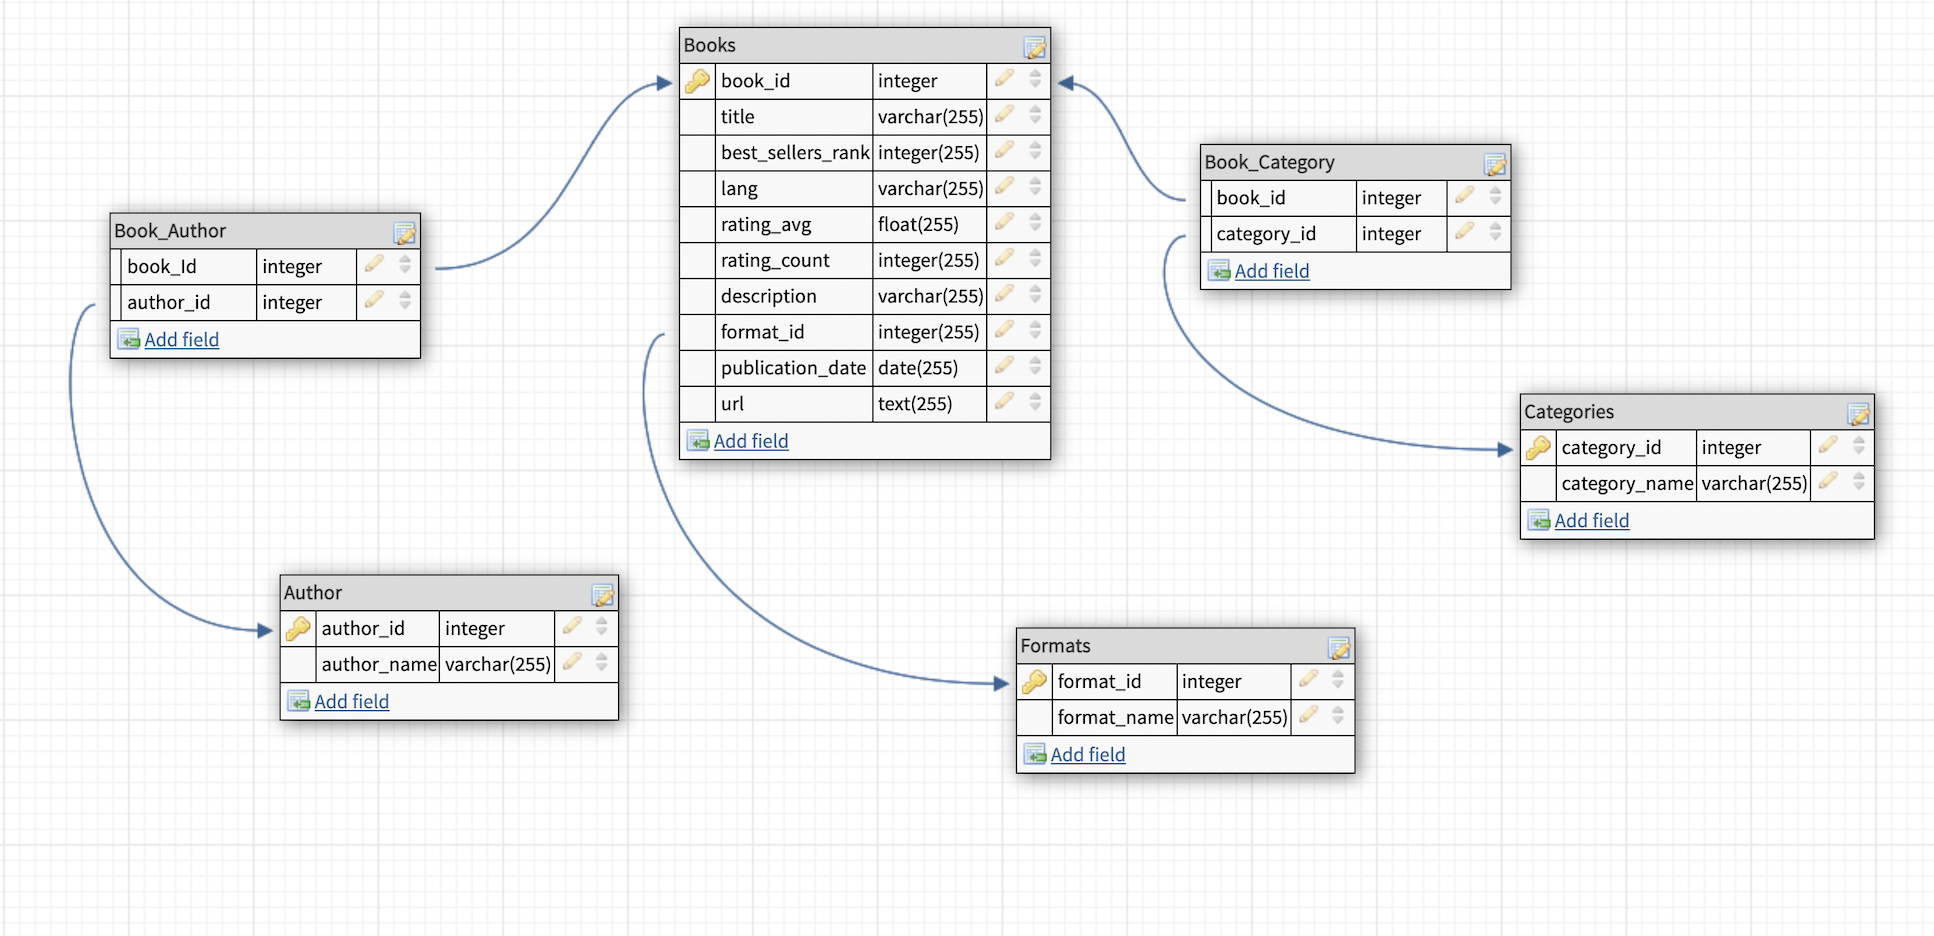 Books
book_id integer
title varchar(255)
best_sellers_rank integer(255)
lang varchar(255)
rating_avg float(255)
rating_count integer(255)
description varchar(255)
format_id integer(255)
publication_date date(255)
url text(255)
Add field
Book_Category
book_id integer
category_id integer
Add field
Book_Author
book_Id integer
author_id integer
Add field
Categories
category_id integer
category_name varchar(255)
Add field
Author
author_id integer
author_name varchar(255)
Add field
Formats
format_id integer
format_name varchar(255)
Add field